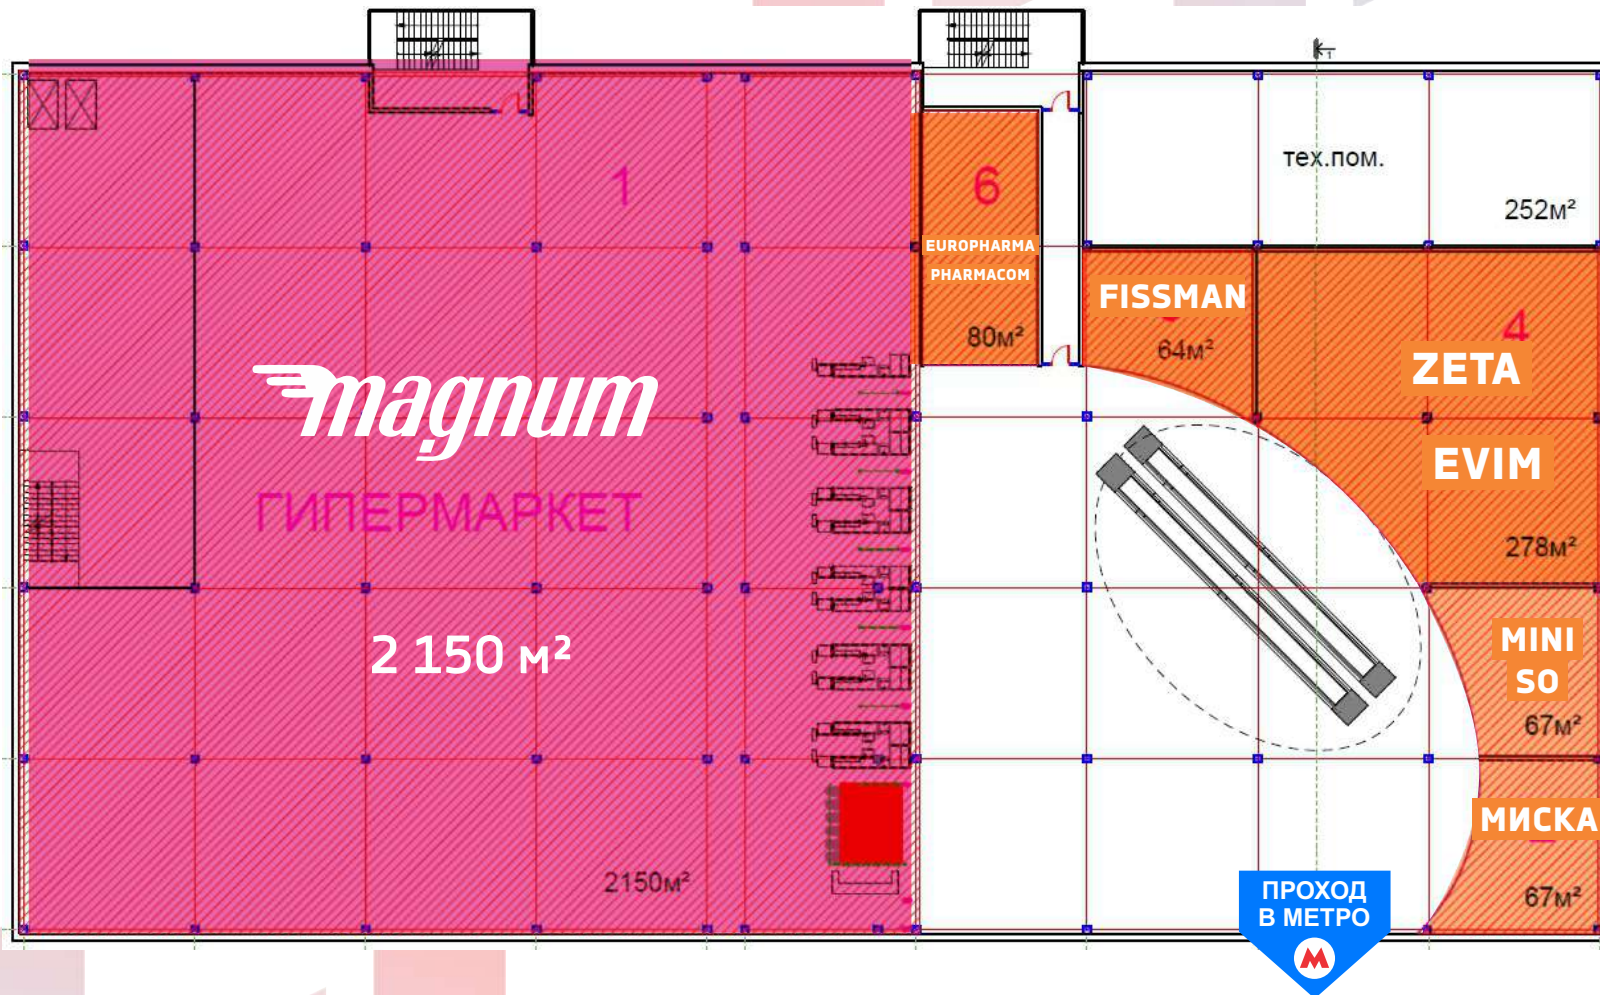 1
6
тех.пом.
252м²
EUROPHARMA
PHARMACOM
80м²
FISSMAN
64м²
4
ZETA
EVIM
278м²
magnum
ГИПЕРМАРКЕТ
2 150 м²
2150м²
MINI
SO
67м²
МИСКА
67м²
ПРОХОД
В МЕТРО
М